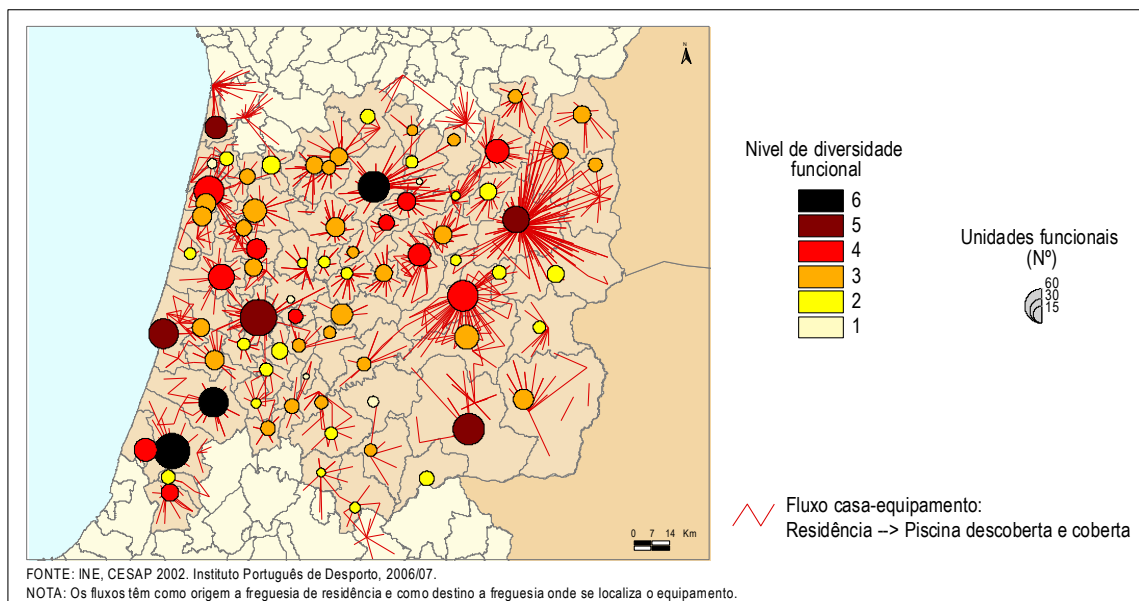 N
Nivel de diversidade
funcional
6
5
4
3
2
1
Unidades funcionais
(Nº)
60
30
15
Fluxo casa-equipamento:
Residência --> Piscina descoberta e coberta
0 7 14 Km
FONTE: INE, CESAP 2002. Instituto Português de Desporto, 2006/07.
NOTA: Os fluxos têm como origem a freguesia de residência e como destino a freguesia onde se localiza o equipamento.